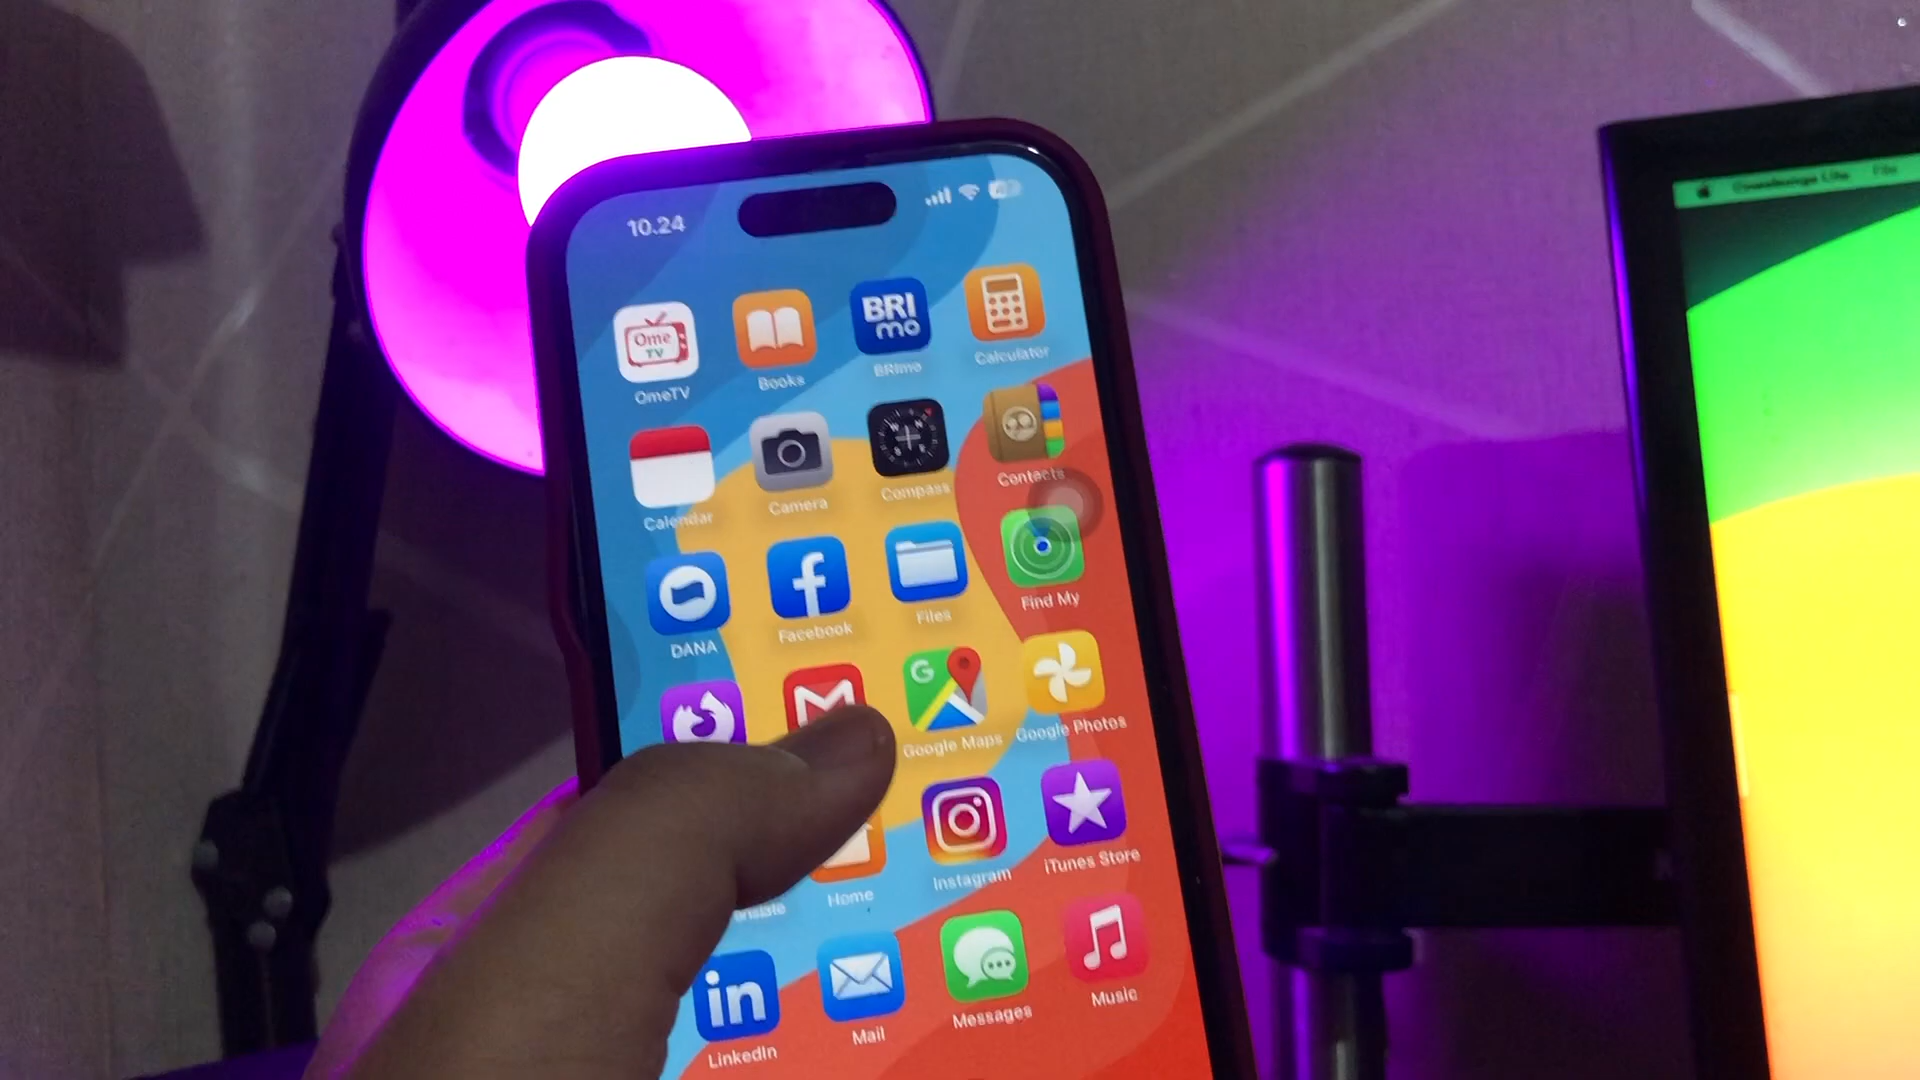 10.24
Ome
TV
BRI
mo
OmeTV
Books
BRImo
Calculator
Calendar
Camera
Compass
Contacts
DANA
Facebook
Files
Find My
G
Google Maps
Google Photos
Home
Instagram
iTunes Store
in
LinkedIn
Mail
Messages
Music